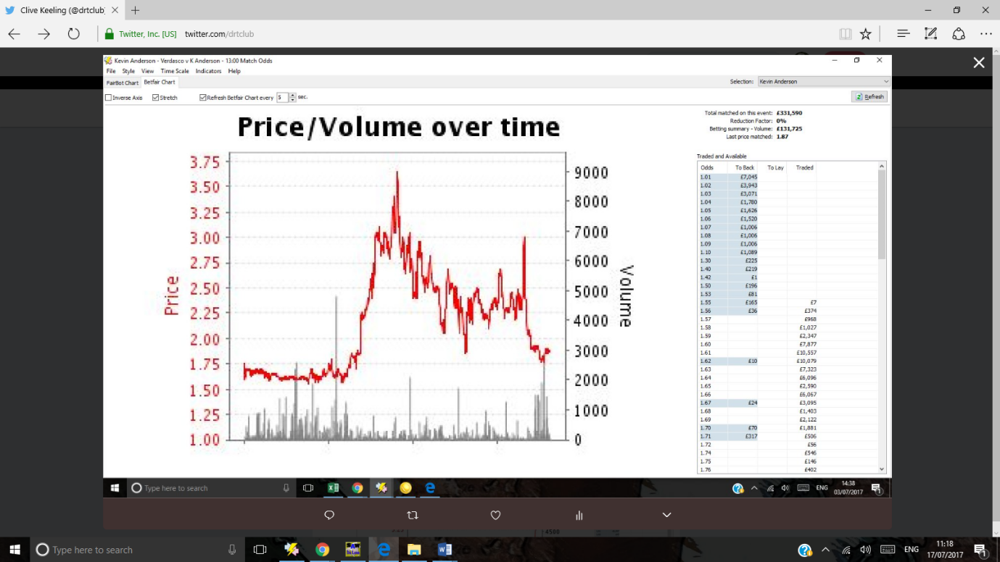 Clive Keeling (@drtclub)
Twitter, Inc. [US] twitter.com/drtclub
Kevin Anderson - Verdasco v K Anderson - 13:00 Match Odds
File Style View Time Scale Indicators Help
FairBot Chart Betfair Chart
Selection: Kevin Anderson
Inverse Axis Stretch Refresh Betfair Chart every 5 sec.
Refresh
Price/Volume over time
Total matched on this event: £331,590
Reduction Factor: 0%
Betting summary - Volume: £131,725
Last price matched: 1.87
3.75
3.50
3.25
3.00
2.75
2.50
2.25
2.00
1.75
1.50
1.25
1.00
Price
9000
8000
7000
6000
5000
4000
3000
2000
1000
0
Volume
Traded and Available
Odds To Back To Lay Traded
1.01 £7,045
1.02 £3,943
1.03 £3,071
1.04 £1,780
1.05 £1,626
1.06 £1,520
1.07 £1,006
1.08 £1,006
1.09 £1,006
1.10 £1,089
1.30 £225
1.40 £219
1.42 £1
1.50 £196
1.53 £81
1.55 £165 £7
1.56 £36 £374
1.57 £968
1.58 £1,027
1.59 £2,347
1.60 £7,877
1.61 £10,557
1.62 £10 £10,079
1.63 £7,323
1.64 £6,096
1.65 £2,590
1.66 £6,067
1.67 £24 £3,095
1.68 £1,403
1.69 £2,122
1.70 £70 £1,881
1.71 £317 £506
1.72 £56
1.74 £546
1.75 £146
1.76 £402
Type here to search
ENG
14:38
03/07/2017
1
4500
Type here to search
ENG
11:18
17/07/2017
1